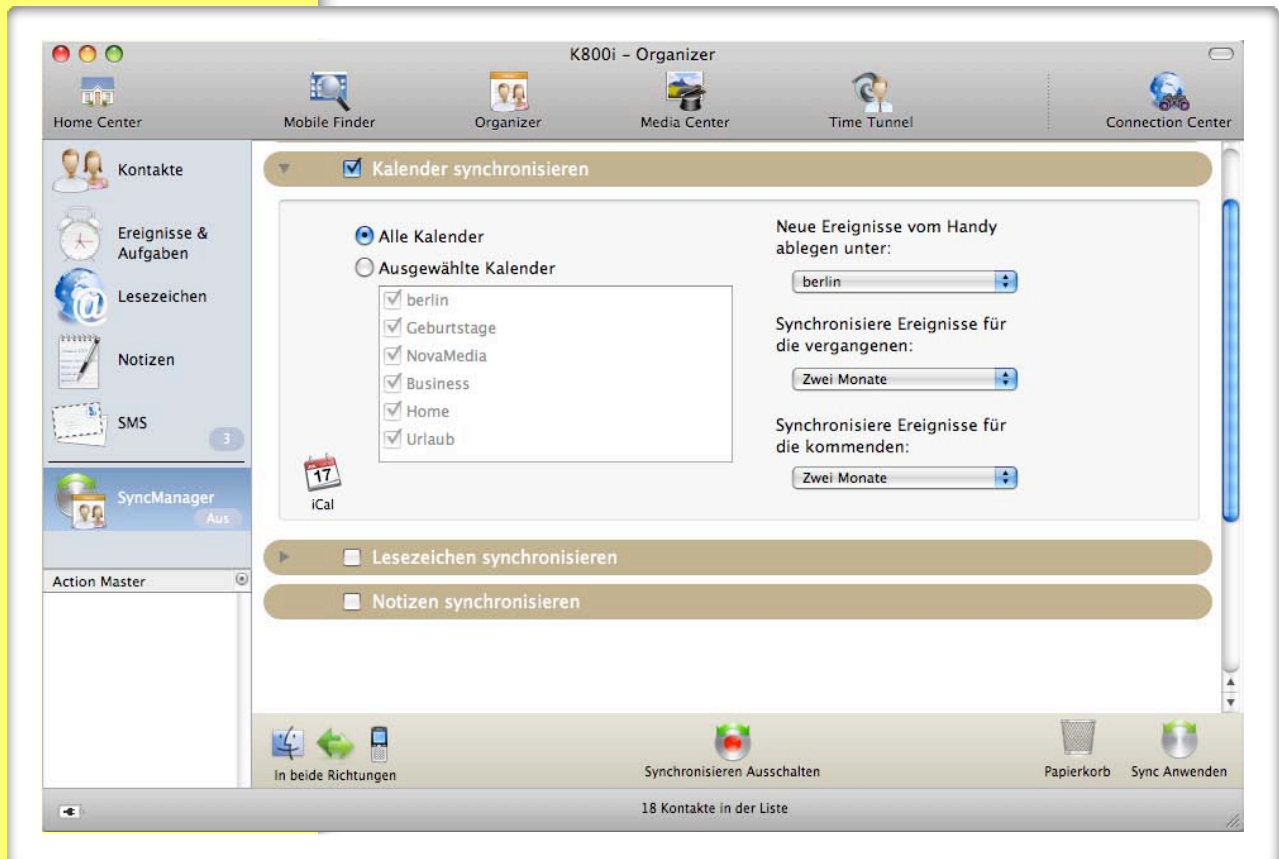 K800i – Organizer
Home Center
Mobile Finder
Organizer
Media Center
Time Tunnel
Connection Center
Kontakte
Ereignisse &
Aufgaben
Lesezeichen
Notizen
SMS
3
SyncManager
Aus
Action Master
Kalender synchronisieren
Alle Kalender
Ausgewählte Kalender
berlin
Geburtstage
NovaMedia
Business
Home
Urlaub
17
iCal
Neue Ereignisse vom Handy
ablegen unter:
berlin
Synchronisiere Ereignisse für
die vergangenen:
Zwei Monate
Synchronisiere Ereignisse für
die kommenden:
Zwei Monate
Lesezeichen synchronisieren
Notizen synchronisieren
In beide Richtungen
Synchronisieren Ausschalten
Papierkorb
Sync Anwenden
18 Kontakte in der Liste